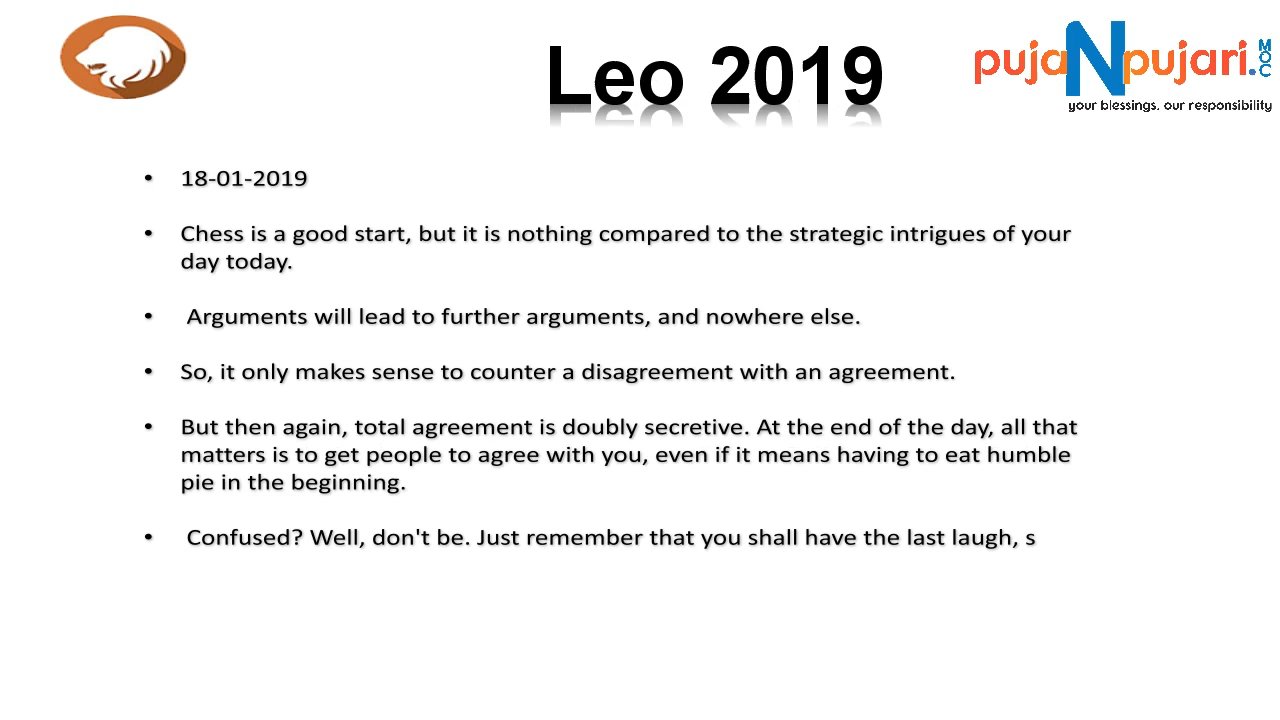 Leo 2019
pujaNpujari.com
your blessings, our responsibility
• 18-01-2019
• Chess is a good start, but it is nothing compared to the strategic intrigues of your
day today.
• Arguments will lead to further arguments, and nowhere else.
• So, it only makes sense to counter a disagreement with an agreement.
• But then again, total agreement is doubly secretive. At the end of the day, all that
matters is to get people to agree with you, even if it means having to eat humble
pie in the beginning.
• Confused? Well, don't be. Just remember that you shall have the last laugh, s